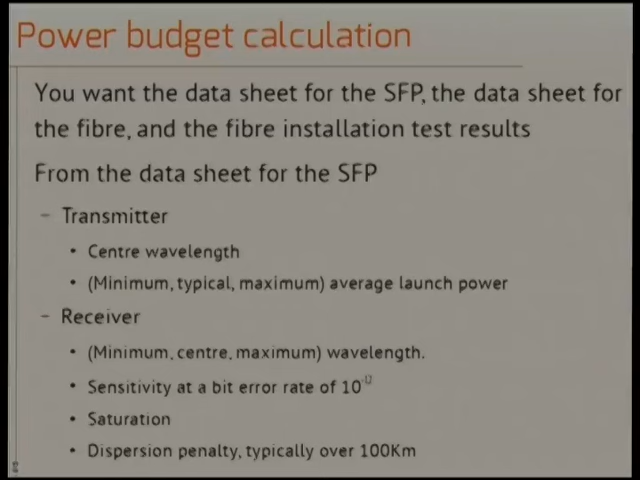 Power budget calculation
You want the data sheet for the SFP, the data sheet for
the fibre, and the fibre installation test results
From the data sheet for the SFP
– Transmitter
• Centre wavelength
• (Minimum, typical, maximum) average launch power
– Receiver
• (Minimum, centre, maximum) wavelength.
• Sensitivity at a bit error rate of 10
• Saturation
• Dispersion penalty, typically over 100Km